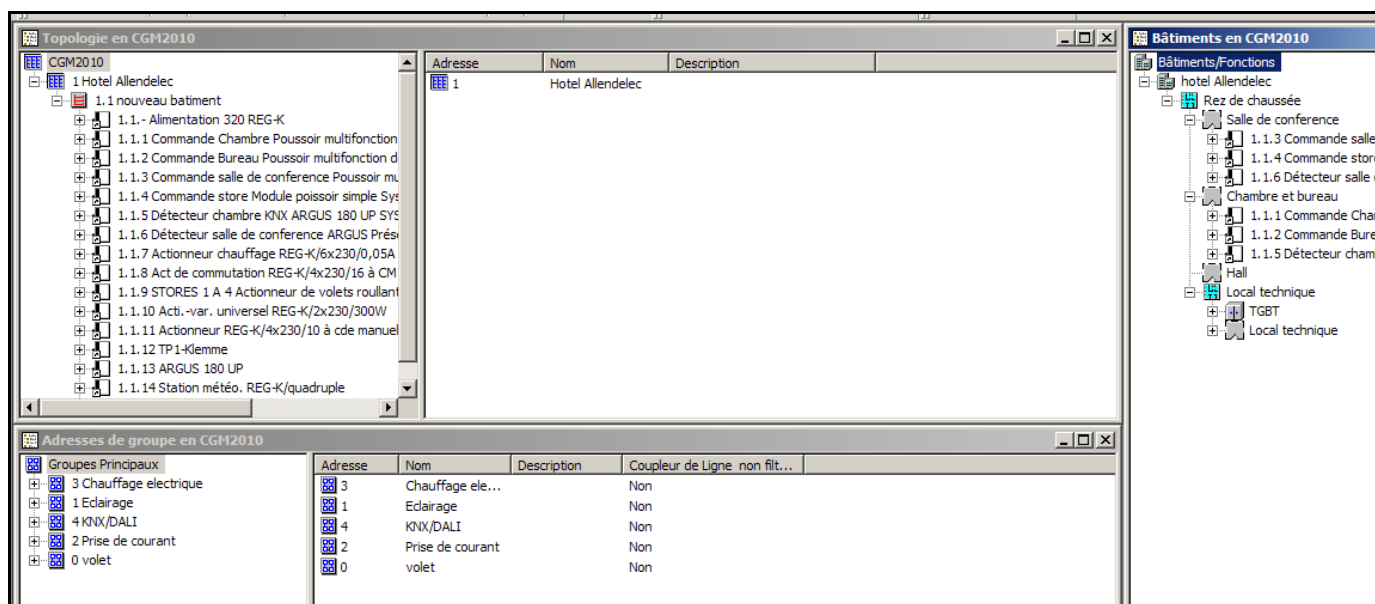 Topologie en CGM2010
CGM2010
1 Hotel Allendelec
1.1 nouveau batiment
1.1.- Alimentation 320 REG-K
1.1.1 Commande Chambre Poussoir multifonction
1.1.2 Commande Bureau Poussoir multifonction d
1.1.3 Commande salle de conference Poussoir mu
1.1.4 Commande store Module poissoir simple Sys
1.1.5 Détecteur chambre KNX ARGUS 180 UP SYS
1.1.6 Détecteur salle de conference ARGUS Prése
1.1.7 Actionneur chauffage REG-K/6x230/0,05A
1.1.8 Act de commutation REG-K/4x230/16 à CM
1.1.9 STORES 1 A 4 Actionneur de volets roullant
1.1.10 Acti.-var. universel REG-K/2x230/300W
1.1.11 Actionneur REG-K/4x230/10 à cde manuel
1.1.12 TP1-Klemme
1.1.13 ARGUS 180 UP
1.1.14 Station météo. REG-K/quadruple
Adresse Nom Description
1 Hotel Allendelec
Bâtiments en CGM2010
Bâtiments/Fonctions
hotel Allendelec
Rez de chaussée
Salle de conference
1.1.3 Commande salle
1.1.4 Commande store
1.1.6 Détecteur salle
Chambre et bureau
1.1.1 Commande Cha
1.1.2 Commande Bure
1.1.5 Détecteur cham
Hall
Local technique
TGBT
Local technique
Adresses de groupe en CGM2010
Groupes Principaux
3 Chauffage electrique
1 Eclairage
4 KNX/DALI
2 Prise de courant
0 volet
Adresse Nom Description Coupleur de Ligne non filt...
3 Chauffage ele... Non
1 Eclairage Non
4 KNX/DALI Non
2 Prise de courant Non
0 volet Non